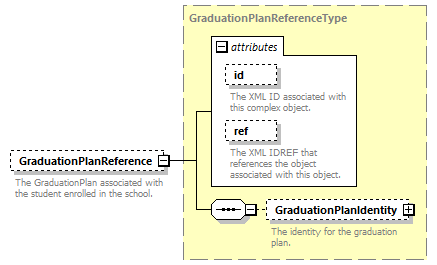 GraduationPlanReferenceType
attributes
id
The XML ID associated with
this complex object.
ref
The XML IDREF that
references the object
associated with this object.
GraduationPlanReference
The GraduationPlan associated with
the student enrolled in the school.
GraduationPlanIdentity
The identity for the graduation
plan.